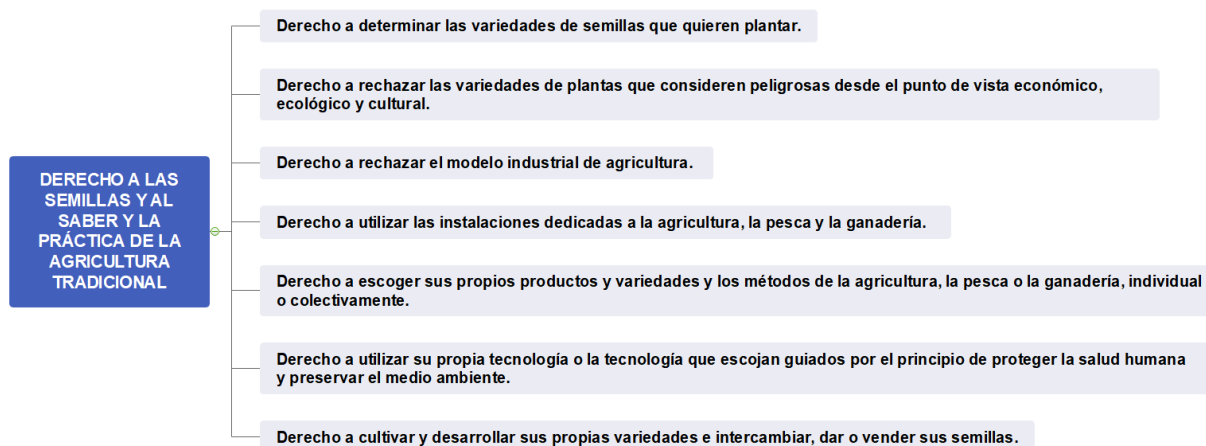 DERECHO A LAS
SEMILLAS Y AL
SABER Y LA
PRÁCTICA DE LA
AGRICULTURA
TRADICIONAL
Derecho a determinar las variedades de semillas que quieren plantar.
Derecho a rechazar las variedades de plantas que consideren peligrosas desde el punto de vista económico,
ecológico y cultural.
Derecho a rechazar el modelo industrial de agricultura.
Derecho a utilizar las instalaciones dedicadas a la agricultura, la pesca y la ganadería.
Derecho a escoger sus propios productos y variedades y los métodos de la agricultura, la pesca o la ganadería, individual
o colectivamente.
Derecho a utilizar su propia tecnología o la tecnología que escojan guiados por el principio de proteger la salud humana
y preservar el medio ambiente.
Derecho a cultivar y desarrollar sus propias variedades e intercambiar, dar o vender sus semillas.